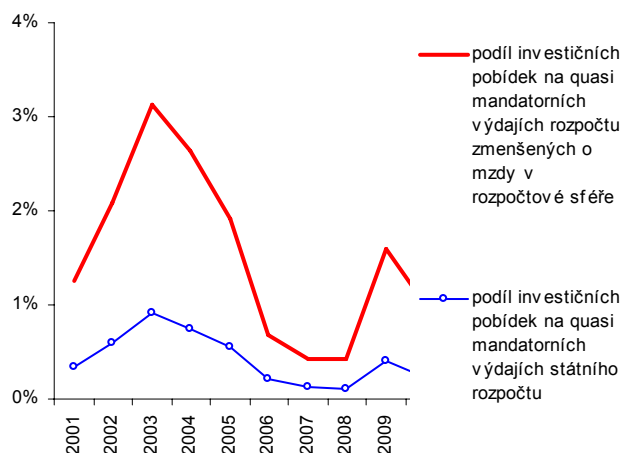 4%
3%
2%
1%
0%
2001
2002
2003
2004
2005
2006
2007
2008
2009
podíl investičních
pobídek na quasi
mandatorních
výdajích rozpočtu
zmenšených o
mzdy v
rozpočtové sféře
podíl investičních
pobídek na quasi
mandatorních
výdajích státního
rozpočtu